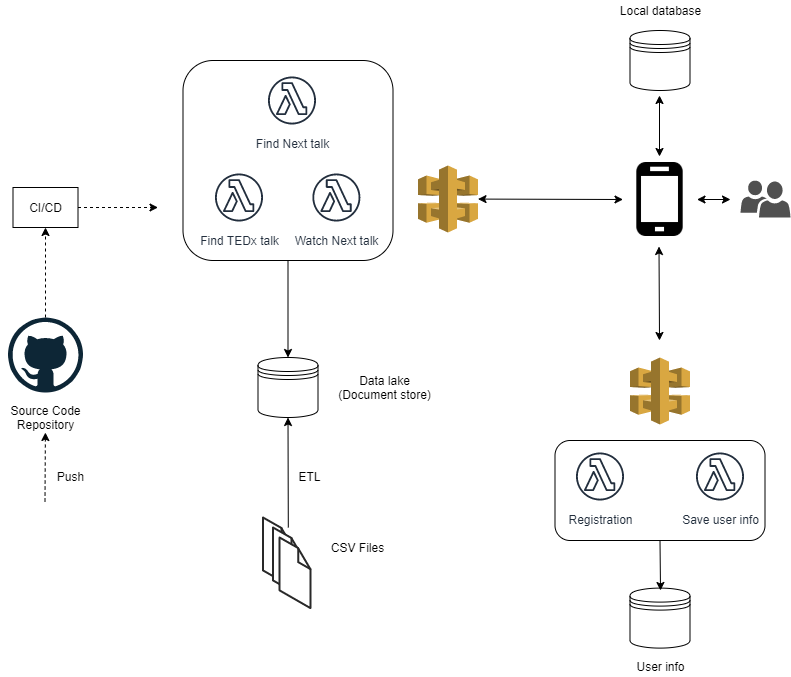 Local database
Find Next talk
CI/CD
Find TEDx talk
Watch Next talk
Data lake
(Document store)
Source Code
Repository
Push
ETL
CSV Files
Registration
Save user info
User info